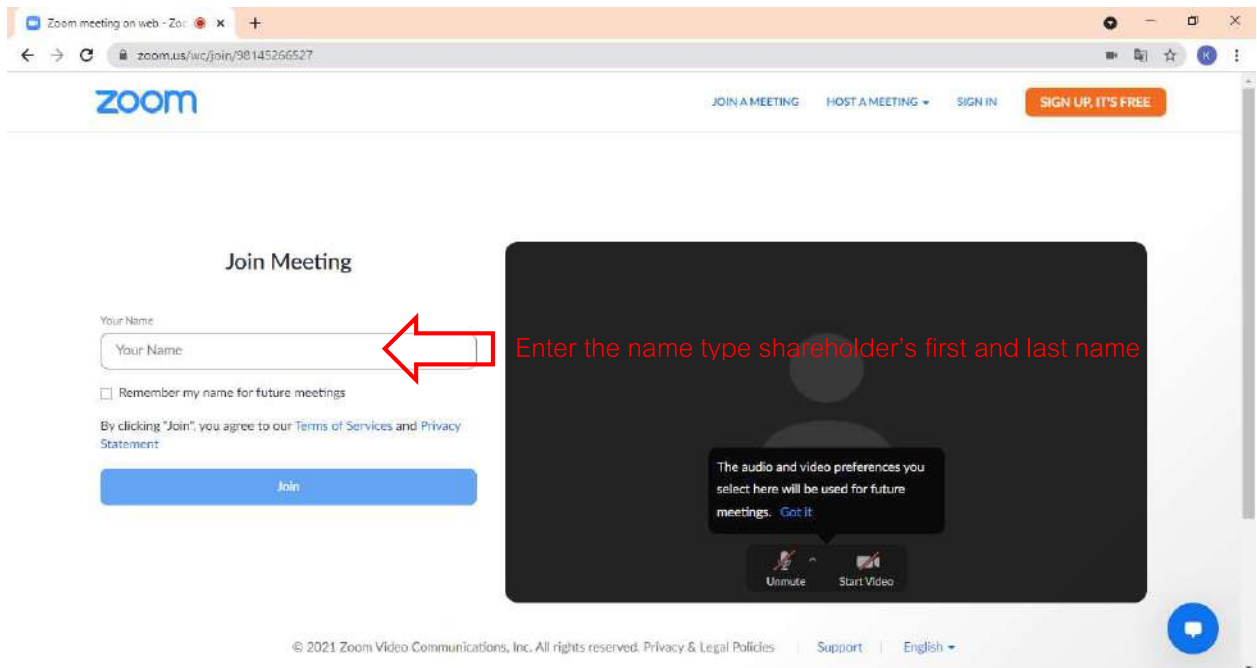 Zoom meeting on web - Zoo
zoom.us/wc/join/98145266527
K
zoom
JOIN A MEETING
HOST A MEETING
SIGN IN
SIGN UP, IT'S FREE
Join Meeting
Your Name
Your Name
Enter the name type shareholder's first and last name
Remember my name for future meetings
By clicking "Join", you agree to our Terms of Services and Privacy
Statement
Join
The audio and video preferences you
select here will be used for future
meetings. Got it
Unmute
Start Video
© 2021 Zoom Video Communications, Inc. All rights reserved. Privacy & Legal Policies
Support
English